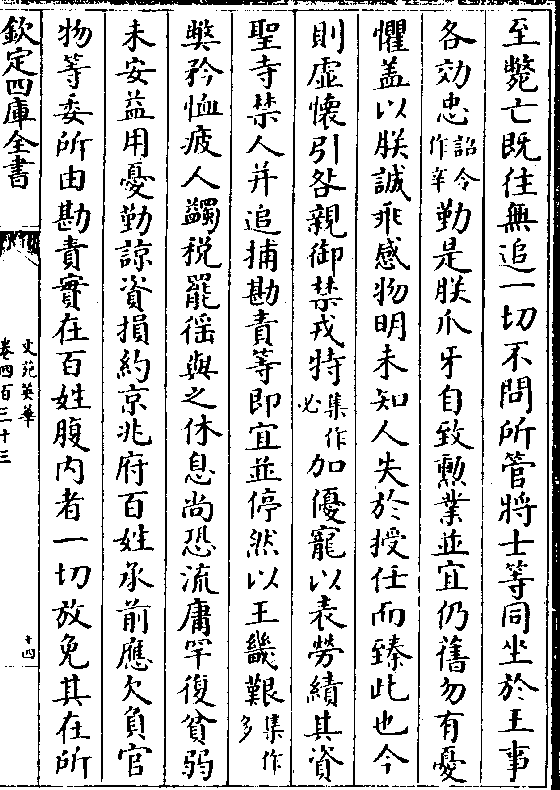 至斃亡既往無追一切不問所管將士等同坐於王事
各効忠詔令作辛勤是朕爪牙自致勲業並宜仍舊勿有憂
懼盖以朕誠乖感物明未知人失於授任而臻此也今
則虚懐引咎親御禁戎特集作必加優寵以表勞績其資
聖寺禁人并追捕勘責等即宜並停然以王畿艱集作多
弊矜恤疲人蠲税罷徭與之休息尚恐流庸罕復貧弱
未安益用憂勤諒資損約京兆府百姓承前應欠負官
物等委所由勘責實在百姓腹内者一切放免其在所
欽定四庫全書
文苑英華
卷四百三十三
十四